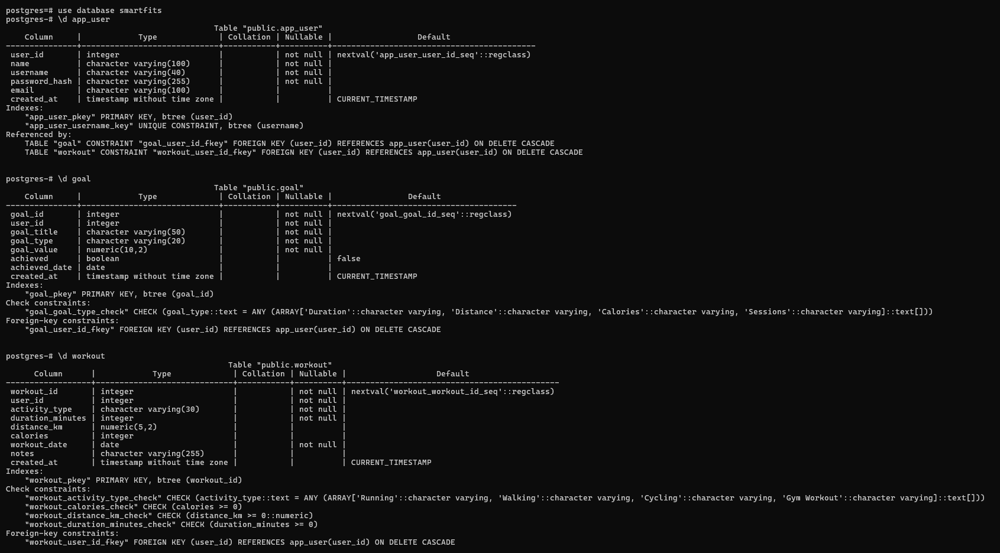 postgres=# use database smartfits
postgres-# \d app_user
                                            Table "public.app_user"
    Column     |            Type             | Collation | Nullable |                  Default
---------------+-----------------------------+-----------+----------+-------------------------------------------
 user_id       | integer                     |           | not null | nextval('app_user_user_id_seq'::regclass)
 name          | character varying(100)      |           | not null |
 username      | character varying(40)       |           | not null |
 password_hash | character varying(255)      |           | not null |
 email         | character varying(100)      |           |          |
 created_at    | timestamp without time zone |           |          | CURRENT_TIMESTAMP
Indexes:
    "app_user_pkey" PRIMARY KEY, btree (user_id)
    "app_user_username_key" UNIQUE CONSTRAINT, btree (username)
Referenced by:
    TABLE "goal" CONSTRAINT "goal_user_id_fkey" FOREIGN KEY (user_id) REFERENCES app_user(user_id) ON DELETE CASCADE
    TABLE "workout" CONSTRAINT "workout_user_id_fkey" FOREIGN KEY (user_id) REFERENCES app_user(user_id) ON DELETE CASCADE
postgres-# \d goal
                                            Table "public.goal"
    Column     |            Type             | Collation | Nullable |                Default
---------------+-----------------------------+-----------+----------+---------------------------------------
 goal_id       | integer                     |           | not null | nextval('goal_goal_id_seq'::regclass)
 user_id       | integer                     |           | not null |
 goal_title    | character varying(50)       |           | not null |
 goal_type     | character varying(20)       |           | not null |
 goal_value    | numeric(10,2)               |           | not null |
 achieved      | boolean                     |           |          | false
 achieved_date | date                        |           |          |
 created_at    | timestamp without time zone |           |          | CURRENT_TIMESTAMP
Indexes:
    "goal_pkey" PRIMARY KEY, btree (goal_id)
Check constraints:
    "goal_goal_type_check" CHECK (goal_type::text = ANY (ARRAY['Duration'::character varying, 'Distance'::character varying, 'Calories'::character varying, 'Sessions'::character varying]::text[]))
Foreign-key constraints:
    "goal_user_id_fkey" FOREIGN KEY (user_id) REFERENCES app_user(user_id) ON DELETE CASCADE
postgres-# \d workout
                                               Table "public.workout"
      Column      |            Type             | Collation | Nullable |                   Default
------------------+-----------------------------+-----------+----------+---------------------------------------------
 workout_id       | integer                     |           | not null | nextval('workout_workout_id_seq'::regclass)
 user_id          | integer                     |           | not null |
 activity_type    | character varying(30)       |           | not null |
 duration_minutes | integer                     |           | not null |
 distance_km      | numeric(5,2)                |           |          |
 calories         | integer                     |           |          |
 workout_date     | date                        |           | not null |
 notes            | character varying(255)      |           |          |
 created_at       | timestamp without time zone |           |          | CURRENT_TIMESTAMP
Indexes:
    "workout_pkey" PRIMARY KEY, btree (workout_id)
Check constraints:
    "workout_activity_type_check" CHECK (activity_type::text = ANY (ARRAY['Running'::character varying, 'Walking'::character varying, 'Cycling'::character varying, 'Gym Workout'::character varying]::text[]))
    "workout_calories_check" CHECK (calories >= 0)
    "workout_distance_km_check" CHECK (distance_km >= 0::numeric)
    "workout_duration_minutes_check" CHECK (duration_minutes >= 0)
Foreign-key constraints:
    "workout_user_id_fkey" FOREIGN KEY (user_id) REFERENCES app_user(user_id) ON DELETE CASCADE